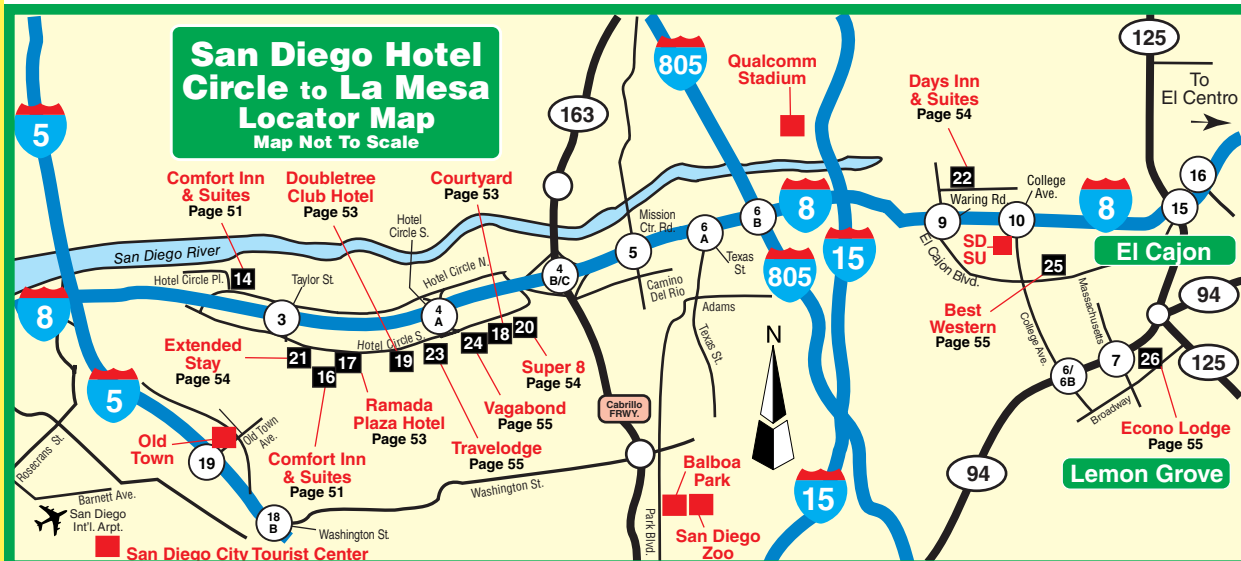 San Diego Hotel
Circle to La Mesa
Locator Map
Map Not To Scale
5
805
163
125
Qualcomm
Stadium
Days Inn
& Suites
Page 54
To
El Centro
Comfort Inn
& Suites
Page 51
Doubletree
Club Hotel
Page 53
Courtyard
Page 53
Hotel
Circle S.
Mission
Ctr. Rd.
22
Waring Rd.
College
Ave.
16
15
8
6
B
6
A
Texas
St.
5
9
10
8
SD
SU
El Cajon
San Diego River
Hotel Circle Pl.
14
Taylor St.
Hotel Circle N.
4
B/C
Camino
Del Rio
805
15
El Cajon Blvd.
25
94
8
3
4
A
Hotel Circle S.
Adams
Texas St.
N
Best
Western
Page 55
College Ave.
Massachusetts
125
Extended
Stay
Page 54
21
16
17
19
23
24
18
20
Super 8
Page 54
6/
6B
7
26
Broadway
5
Ramada
Plaza Hotel
Page 53
Vagabond
Page 55
Travelodge
Page 55
Cabrillo
FRWY.
Econo Lodge
Page 55
Old
Town
Old Town
Ave.
19
Comfort Inn
& Suites
Page 51
Washington St.
Balboa
Park
15
94
Lemon Grove
Rosecrans St.
Barnett Ave.
San Diego
Int'l. Arpt.
18
B
Washington St.
Park Blvd.
San Diego
Zoo
San Diego City Tourist Center